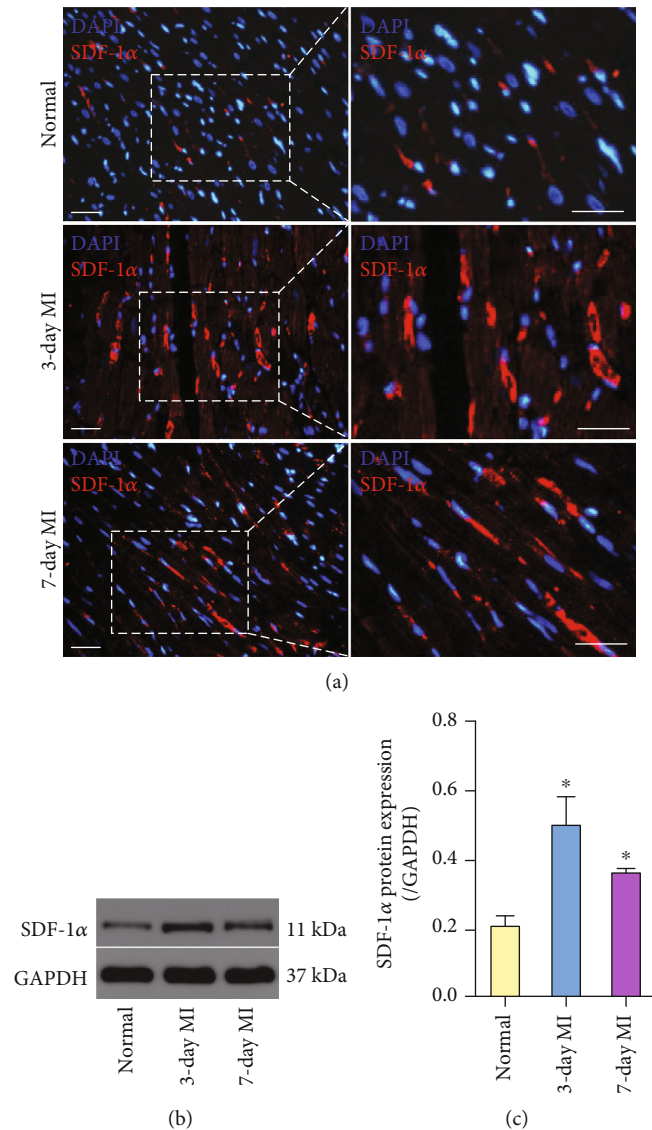 DAPI
SDF-1α
DAPI
SDF-1α
Normal
DAPI
SDF-1α
DAPI
SDF-1α
3-day MI
DAPI
SDF-1α
DAPI
SDF-1α
7-day MI
(a)
SDF-1α
11 kDa
GAPDH
37 kDa
Normal
3-day MI
7-day MI
(b)
SDF-1α protein expression
(/GAPDH)
0.8
0.6
0.4
0.2
0.0
*
*
Normal
3-day MI
7-day MI
(c)